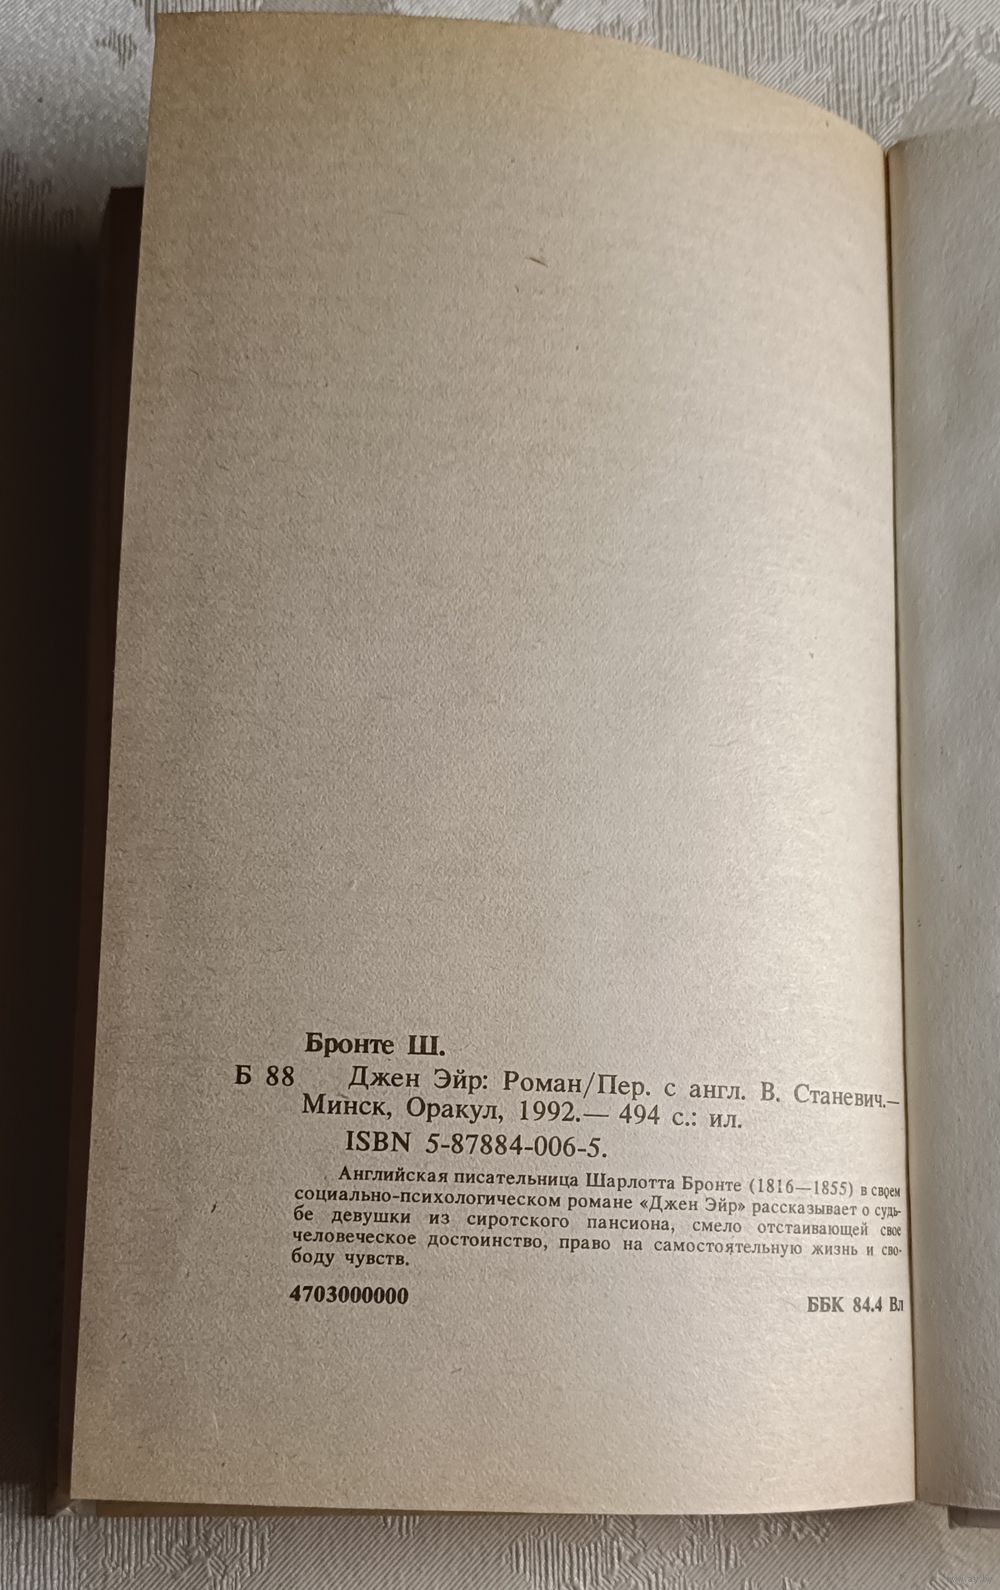 Бронте Ш.
Б 88 Джен Эйр: Роман/Пер. с англ. В. Станевич.—
Минск, Оракул, 1992.— 494 с.: ил.
ISBN 5-87884-006-5.
Английская писательница Шарлотта Бронте (1816—1855) в своем
социально-психологическом романе «Джен Эйр» рассказывает о судь-
бе девушки из сиротского пансиона, смело отстаивающей свое
человеческое достоинство, право на самостоятельную жизнь и сво-
боду чувств.
4703000000 ББК 84.4 Вл